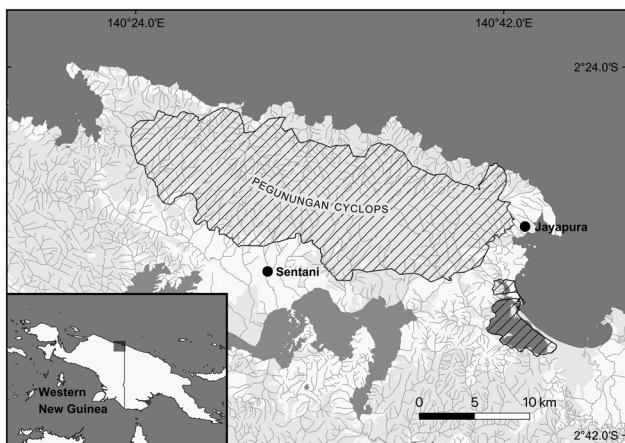 140°24.0'E
140°42.0'E
2°24.0'S
PEGUNUNGAN CYCLOPS
Jayapura
Sentani
Western
New Guinea
0 5 10 km
2°42.0'S